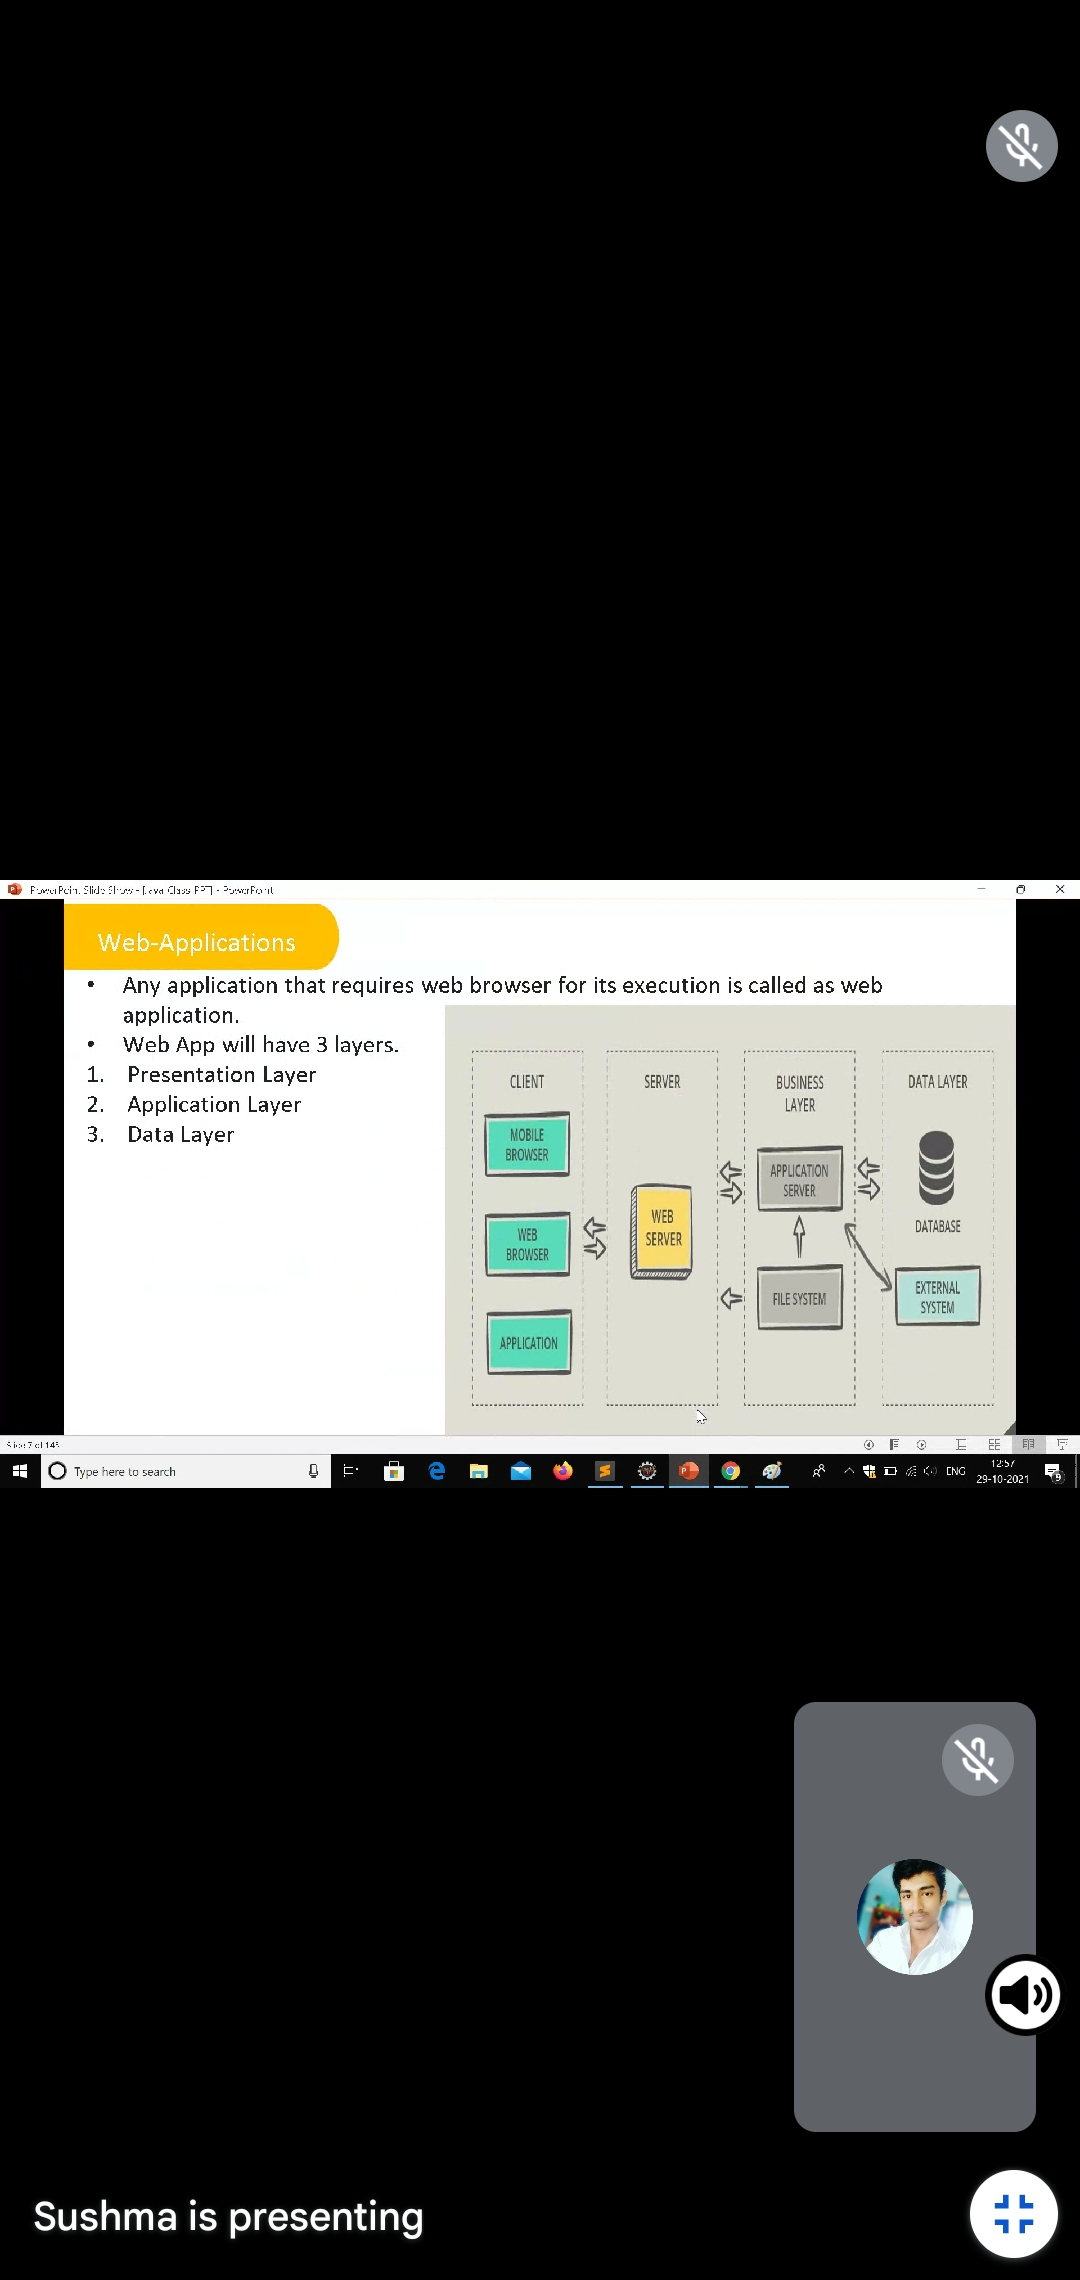 PowerPoint Slide Show - [Java Class PPT] - PowerPoint
Web-Applications
• Any application that requires web browser for its execution is called as web
application.
• Web App will have 3 layers.
1. Presentation Layer
2. Application Layer
3. Data Layer
CLIENT
MOBILE
BROWSER
WEB
BROWSER
APPLICATION
SERVER
WEB
SERVER
BUSINESS
LAYER
APPLICATION
SERVER
FILE SYSTEM
DATA LAYER
DATABASE
EXTERNAL
SYSTEM
Slide 7 of 145
Type here to search
ENG
12:57
29-10-2021
9
Sushma is presenting